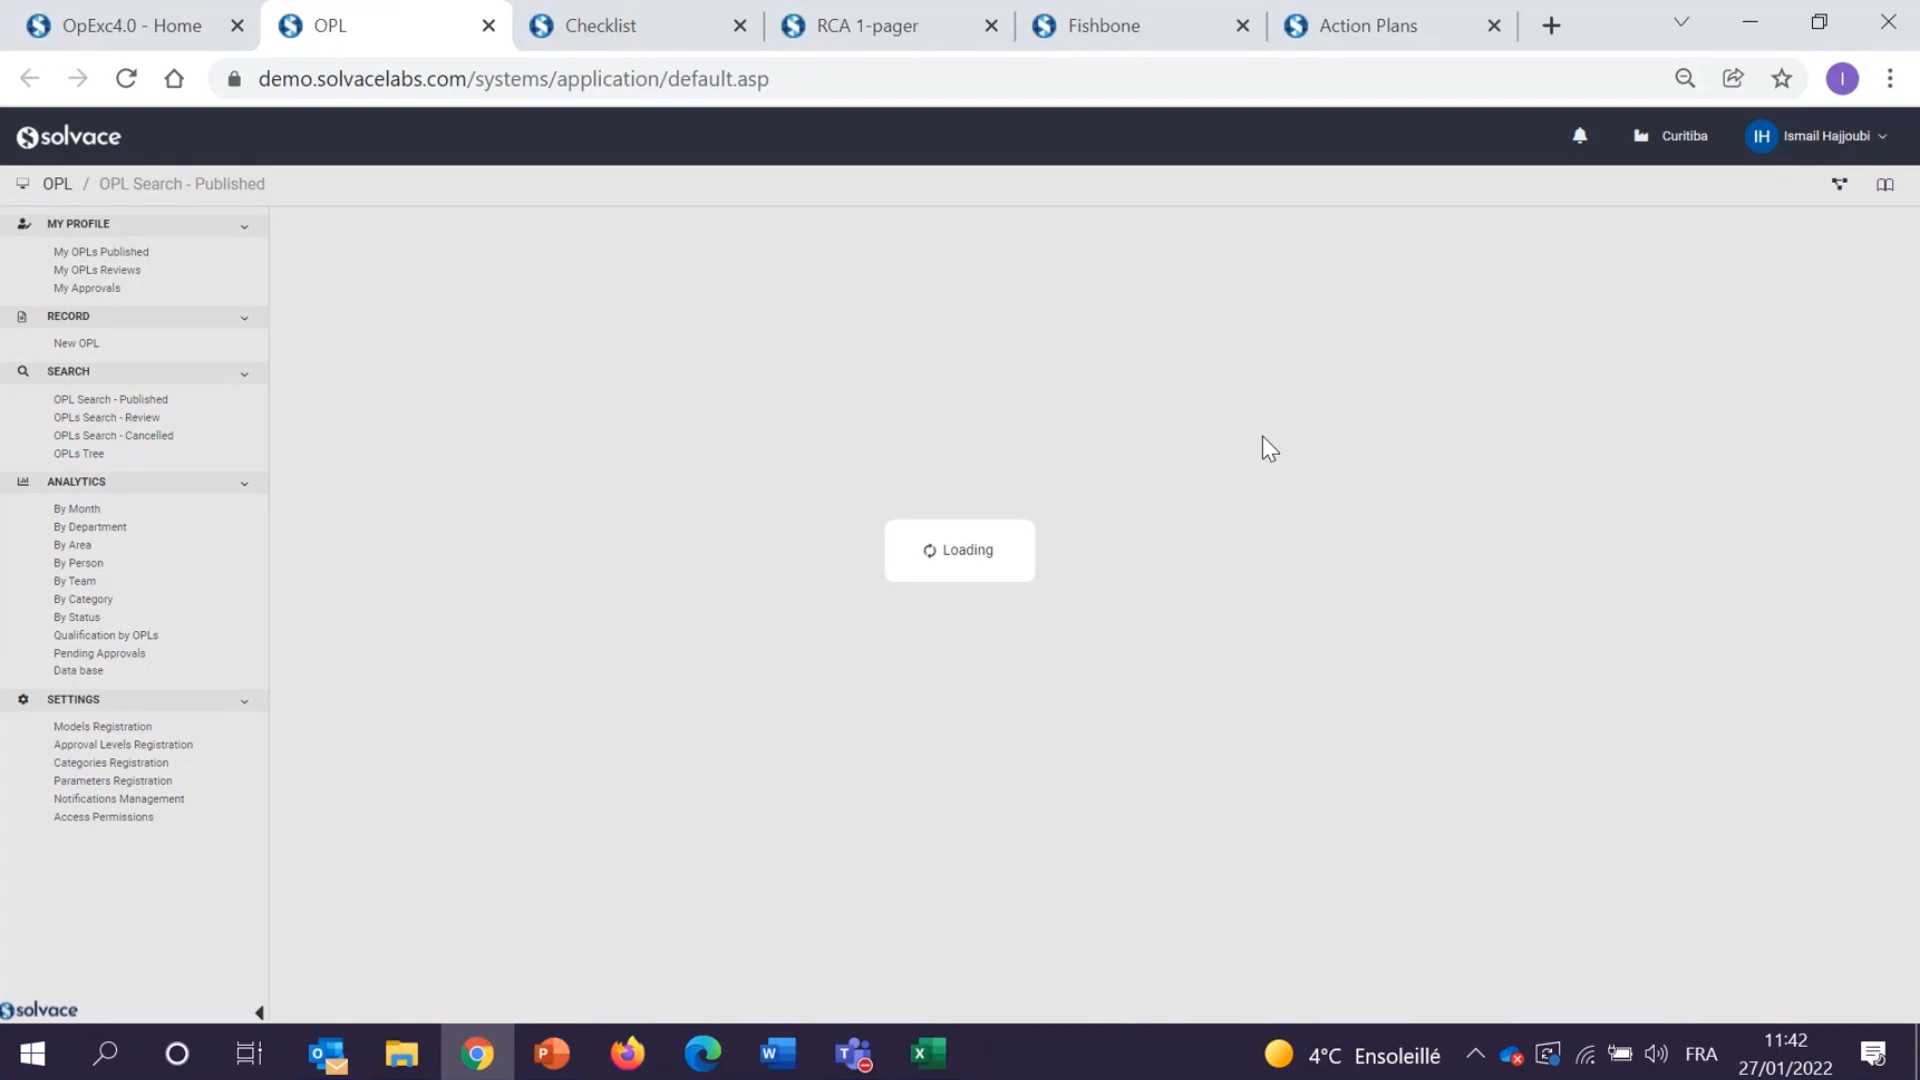 OpExc4.0 - Home
OPL
Checklist
RCA 1-pager
Fishbone
Action Plans
demo.solvacelabs.com/systems/application/default.asp
I
solvace
Curitiba
IH
Ismail Hajjoubi
OPL / OPL Search - Published
MY PROFILE
My OPLs Published
My OPLs Reviews
My Approvals
RECORD
New OPL
SEARCH
OPL Search - Published
OPLs Search - Review
OPLs Search - Cancelled
OPLs Tree
ANALYTICS
By Month
By Department
By Area
By Person
By Team
By Category
By Status
Qualification by OPLs
Pending Approvals
Data base
SETTINGS
Models Registration
Approval Levels Registration
Categories Registration
Parameters Registration
Notifications Management
Access Permissions
Loading
solvace
4°C Ensoleillé
FRA
11:42
27/01/2022